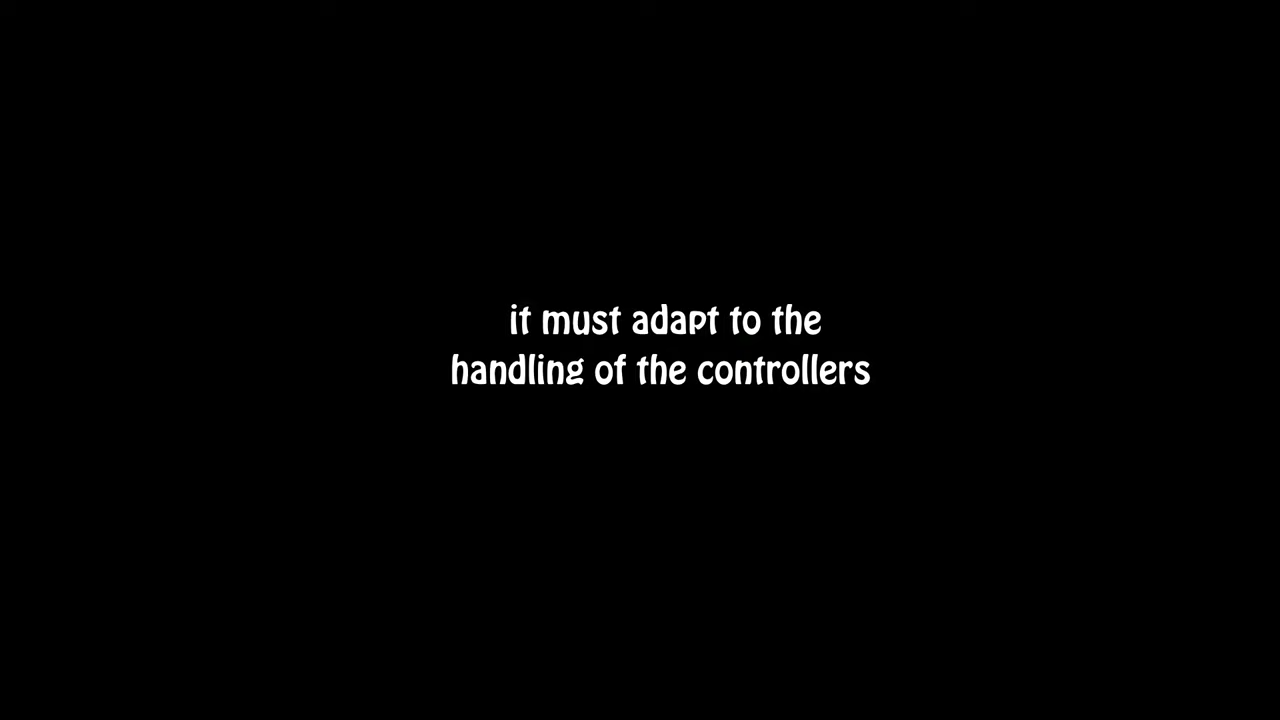 it must adapt to the
handling of the controllers